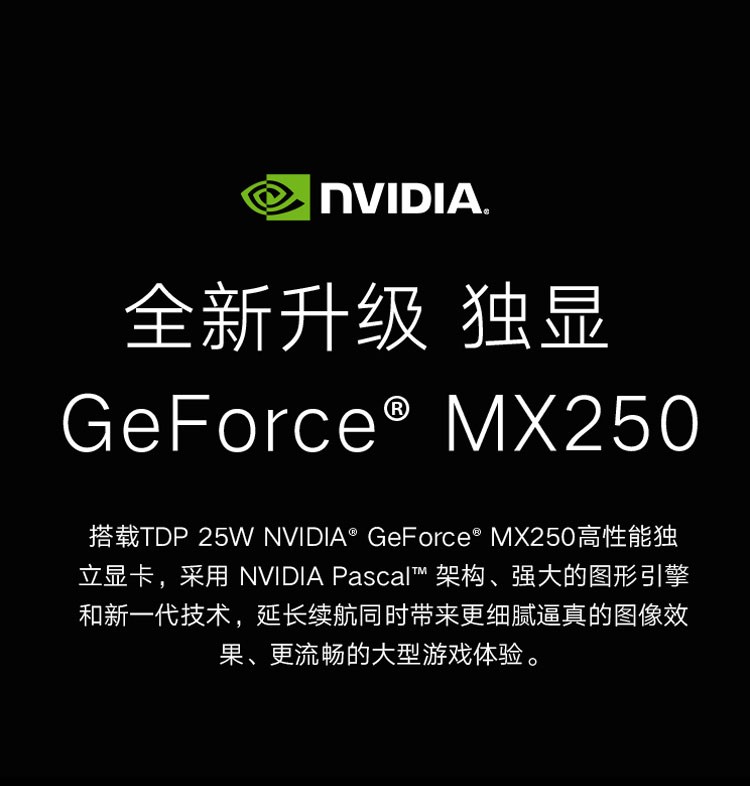 NVIDIA®
全新升级 独显
GeForce® MX250
搭载TDP 25W NVIDIA® GeForce® MX250高性能独
立显卡，采用 NVIDIA Pascal™ 架构、强大的图形引擎
和新一代技术，延长续航同时带来更细腻逼真的图像效
果、更流畅的大型游戏体验。